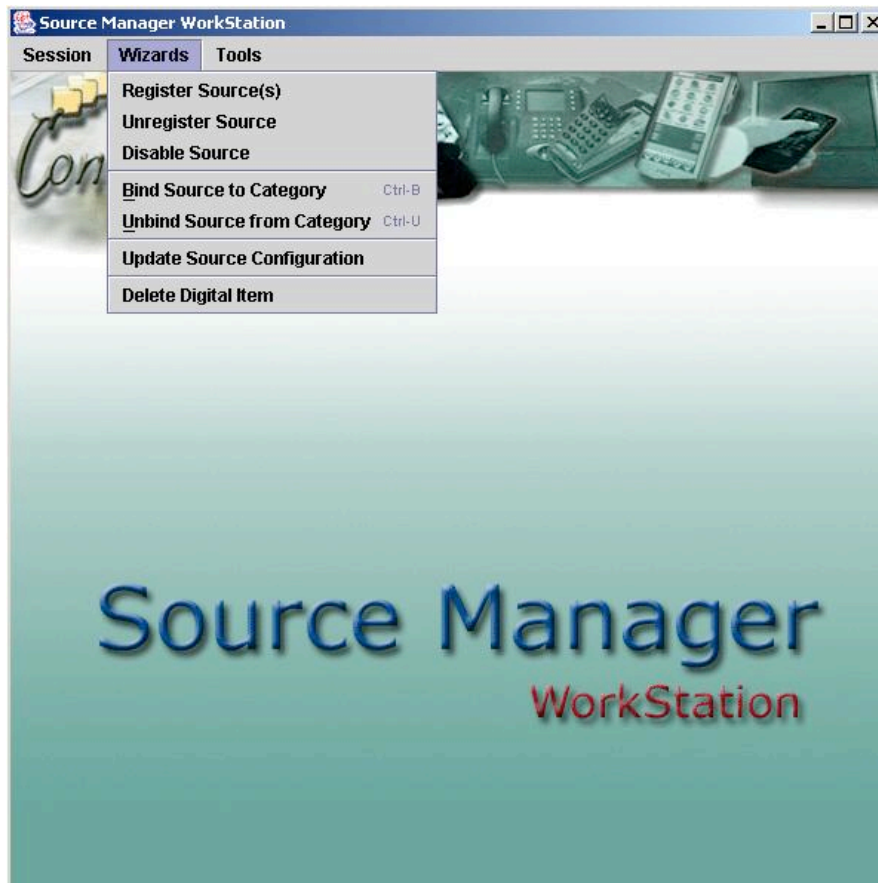 Source Manager WorkStation
Session Wizards Tools
Register Source(s)
Unregister Source
Disable Source
Bind Source to Category Ctrl-B
Unbind Source from Category Ctrl-U
Update Source Configuration
Delete Digital Item
Source Manager
WorkStation